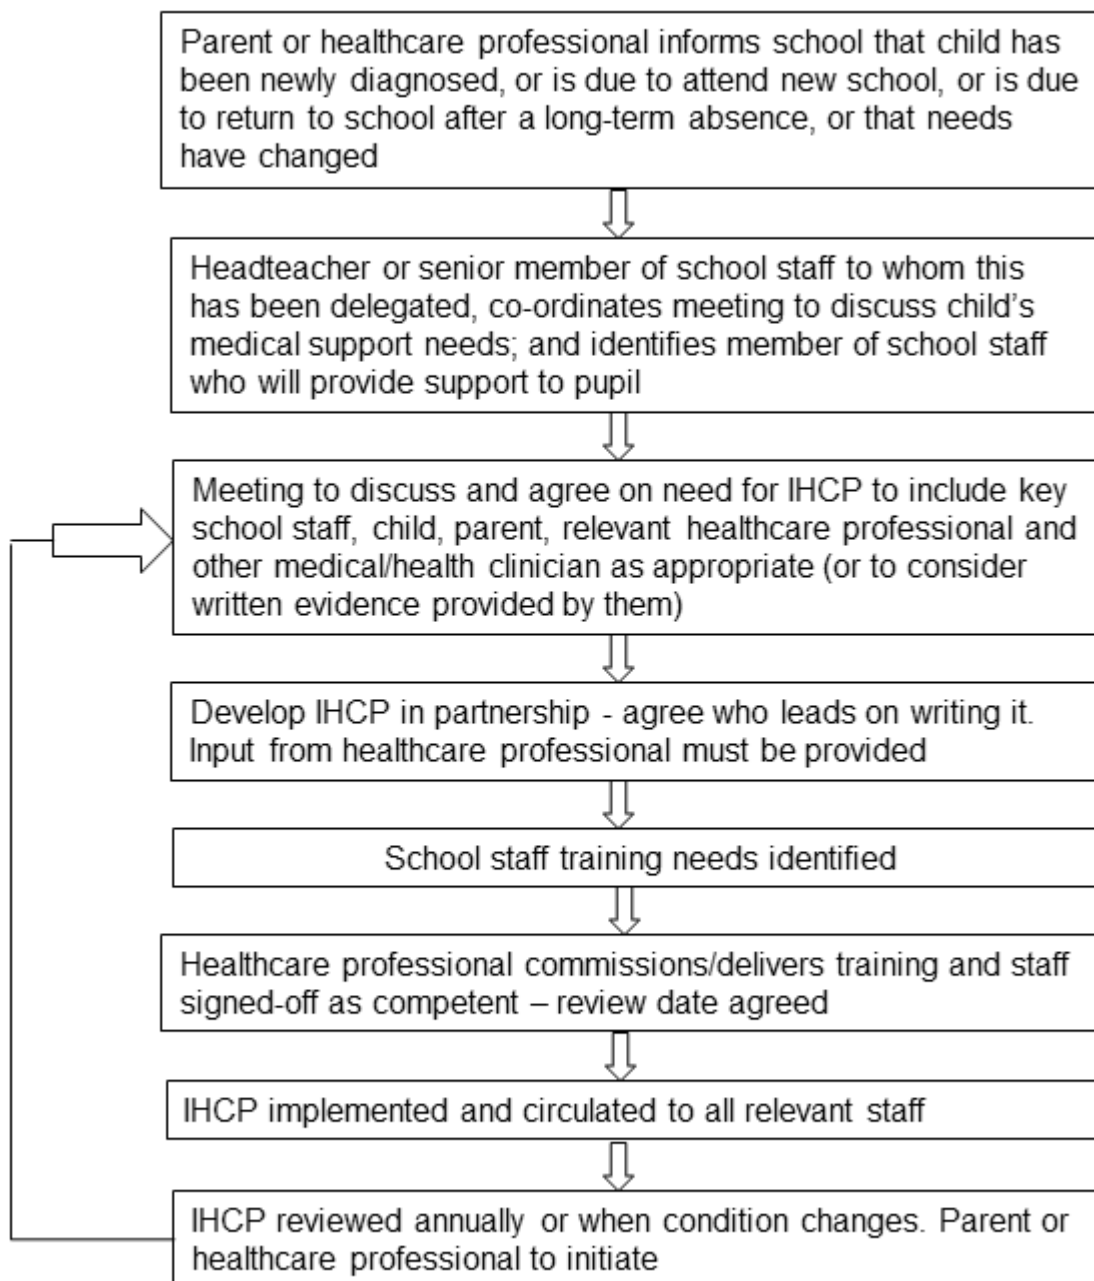 Parent or healthcare professional informs school that child has
been newly diagnosed, or is due to attend new school, or is due
to return to school after a long-term absence, or that needs
have changed
Headteacher or senior member of school staff to whom this
has been delegated, co-ordinates meeting to discuss child's
medical support needs; and identifies member of school staff
who will provide support to pupil
Meeting to discuss and agree on need for IHCP to include key
school staff, child, parent, relevant healthcare professional and
other medical/health clinician as appropriate (or to consider
written evidence provided by them)
Develop IHCP in partnership - agree who leads on writing it.
Input from healthcare professional must be provided
School staff training needs identified
Healthcare professional commissions/delivers training and staff
signed-off as competent – review date agreed
IHCP implemented and circulated to all relevant staff
IHCP reviewed annually or when condition changes. Parent or
healthcare professional to initiate